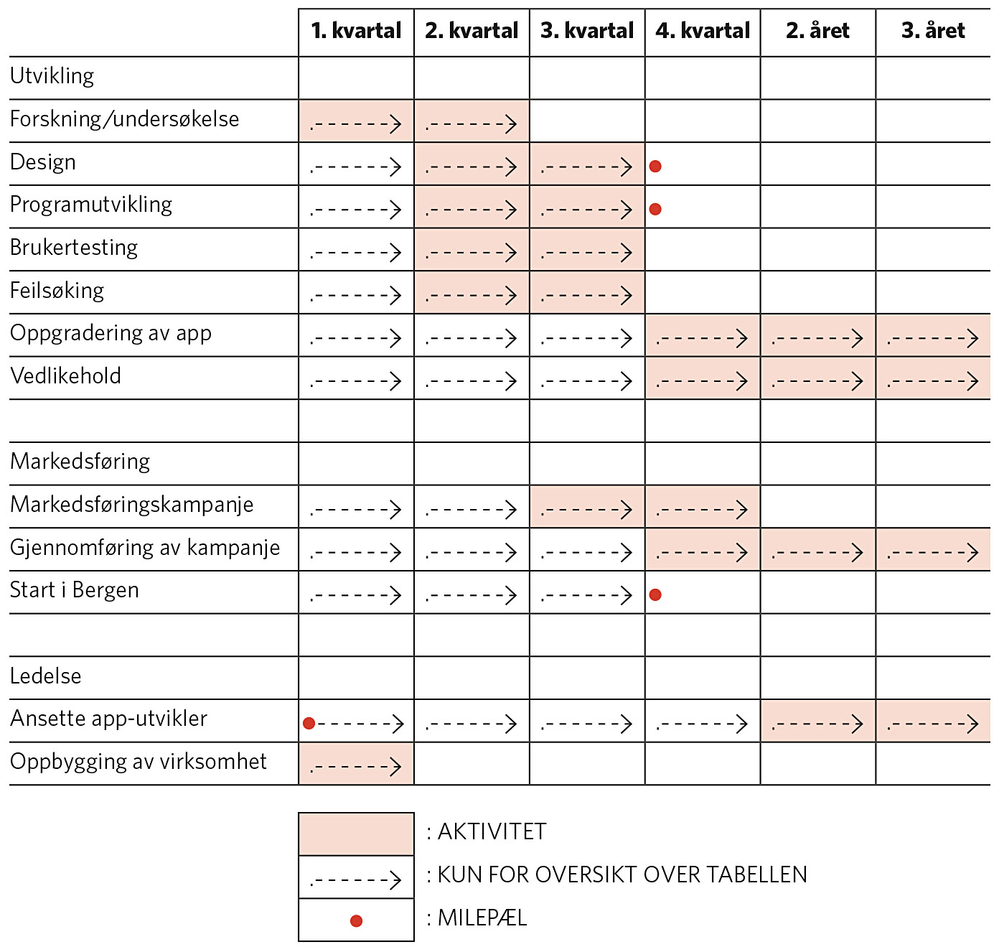 1. kvartal 2. kvartal 3. kvartal 4. kvartal 2. året 3. året
Utvikling
Forskning/undersøkelse
Design
Programutvikling
Brukertesting
Feilsøking
Oppgradering av app
Vedlikehold
Markedsføring
Markedsføringskampanje
Gjennomføring av kampanje
Start i Bergen
Ledelse
Ansette app-utvikler
Oppbygging av virksomhet
: AKTIVITET
: KUN FOR OVERSIKT OVER TABELLEN
: MILEPÆL